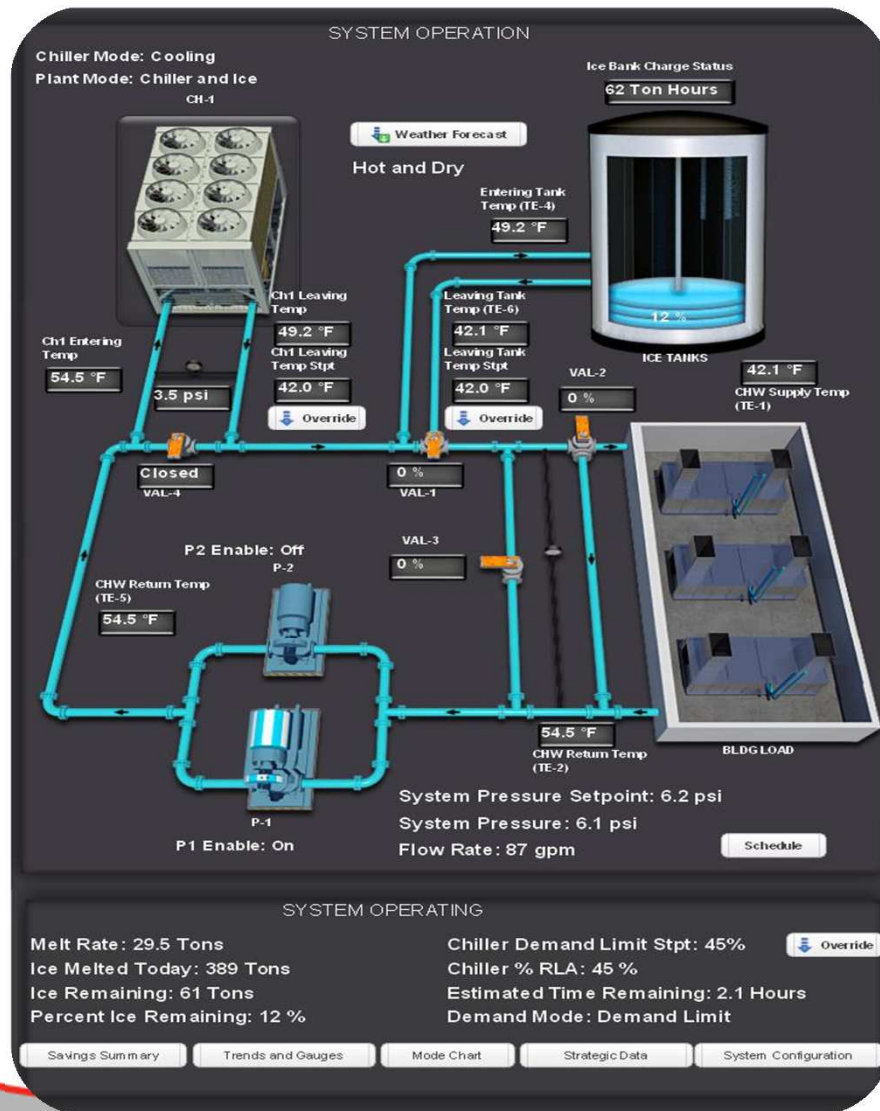 SYSTEM OPERATION
Chiller Mode: Cooling
Plant Mode: Chiller and Ice
CH-1
Ice Bank Charge Status
62 Ton Hours
Weather Forecast
Hot and Dry
Entering Tank
Temp (TE-4)
49.2 °F
Ch1 Leaving
Temp
49.2 °F
Ch1 Leaving
Temp Stpt
42.0 °F
Override
Leaving Tank
Temp (TE-6)
42.1 °F
Leaving Tank
Temp Stpt
42.0 °F
Override
12 %
ICE TANKS
Ch1 Entering
Temp
54.5 °F
3.5 psi
VAL-2
0 %
42.1 °F
CHW Supply Temp
(TE-1)
Closed
VAL-4
0 %
VAL-1
VAL-3
0 %
P2 Enable: Off
P-2
CHW Return Temp
(TE-5)
54.5 °F
54.5 °F
CHW Return Temp
(TE-2)
BLDG LOAD
P-1
P1 Enable: On
System Pressure Setpoint: 6.2 psi
System Pressure: 6.1 psi
Flow Rate: 87 gpm
Schedule
SYSTEM OPERATING
Melt Rate: 29.5 Tons
Ice Melted Today: 389 Tons
Ice Remaining: 61 Tons
Percent Ice Remaining: 12 %
Chiller Demand Limit Stpt: 45%
Override
Chiller % RLA: 45 %
Estimated Time Remaining: 2.1 Hours
Demand Mode: Demand Limit
Savings Summary
Trends and Gauges
Mode Chart
Strategic Data
System Configuration